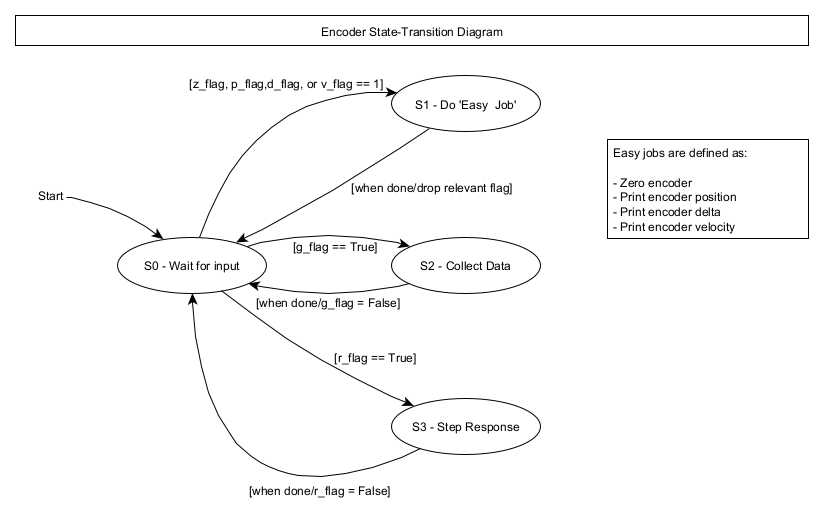 Encoder State-Transition Diagram
[z_flag, p_flag,d_flag, or v_flag == 1]
S1 - Do 'Easy  Job'
Easy jobs are defined as:
- Zero encoder
- Print encoder position
- Print encoder delta
- Print encoder velocity
[when done/drop relevant flag]
Start
[g_flag == True]
S0 - Wait for input
S2 - Collect Data
[when done/g_flag = False]
[r_flag == True]
S3 - Step Response
[when done/r_flag = False]